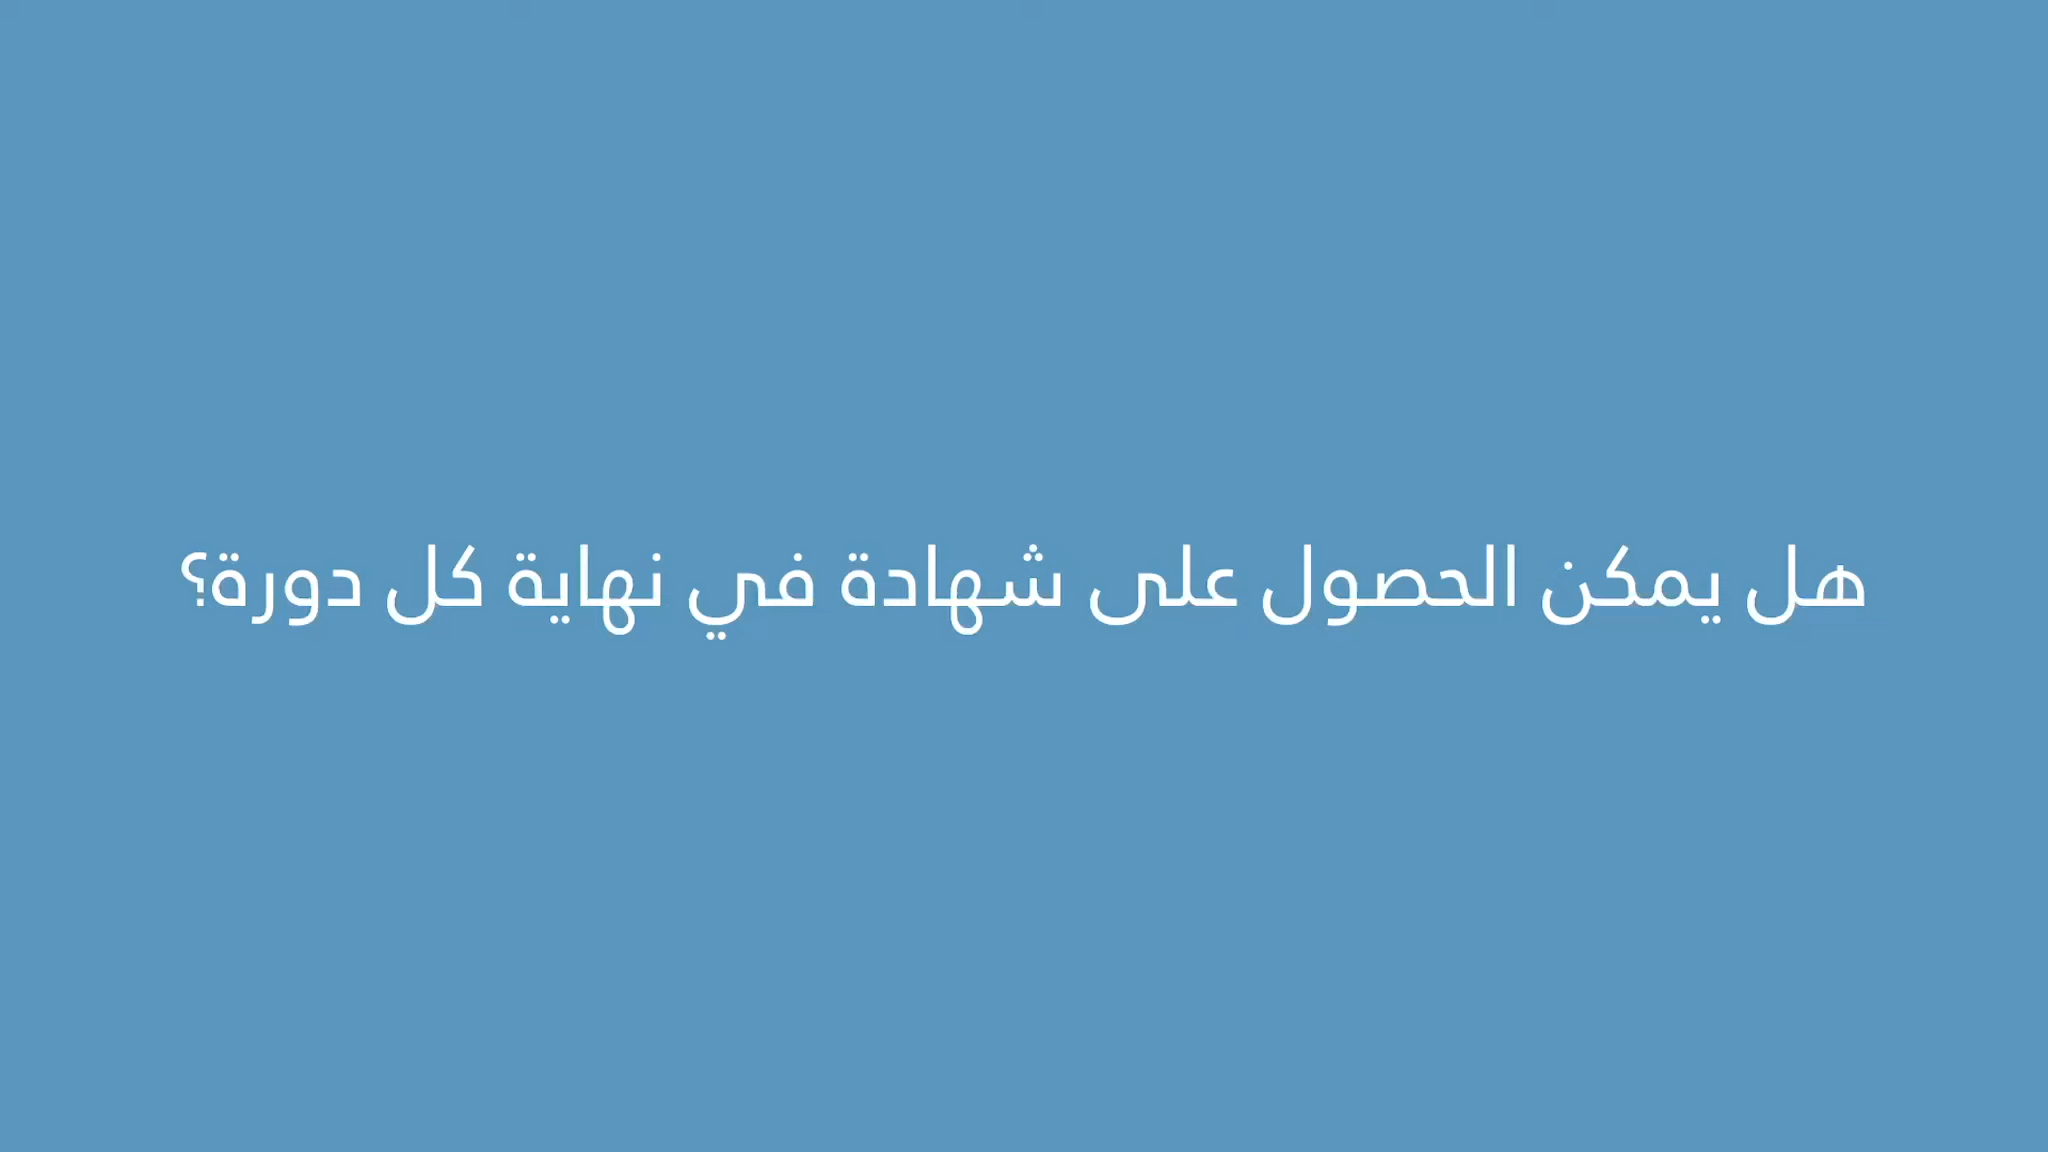 هل يمكن الحصول على شهادة في نهاية كل دورة؟